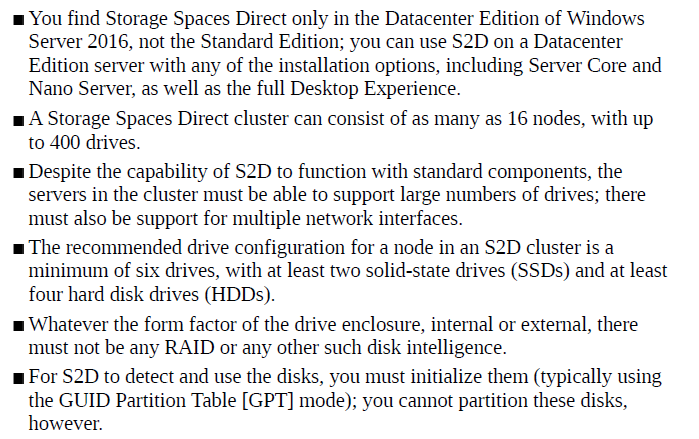 ■ You find Storage Spaces Direct only in the Datacenter Edition of Windows
Server 2016, not the Standard Edition; you can use S2D on a Datacenter
Edition server with any of the installation options, including Server Core and
Nano Server, as well as the full Desktop Experience.
■ A Storage Spaces Direct cluster can consist of as many as 16 nodes, with up
to 400 drives.
■ Despite the capability of S2D to function with standard components, the
servers in the cluster must be able to support large numbers of drives; there
must also be support for multiple network interfaces.
■ The recommended drive configuration for a node in an S2D cluster is a
minimum of six drives, with at least two solid-state drives (SSDs) and at least
four hard disk drives (HDDs).
■ Whatever the form factor of the drive enclosure, internal or external, there
must not be any RAID or any other such disk intelligence.
■ For S2D to detect and use the disks, you must initialize them (typically using
the GUID Partition Table [GPT] mode); you cannot partition these disks,
however.